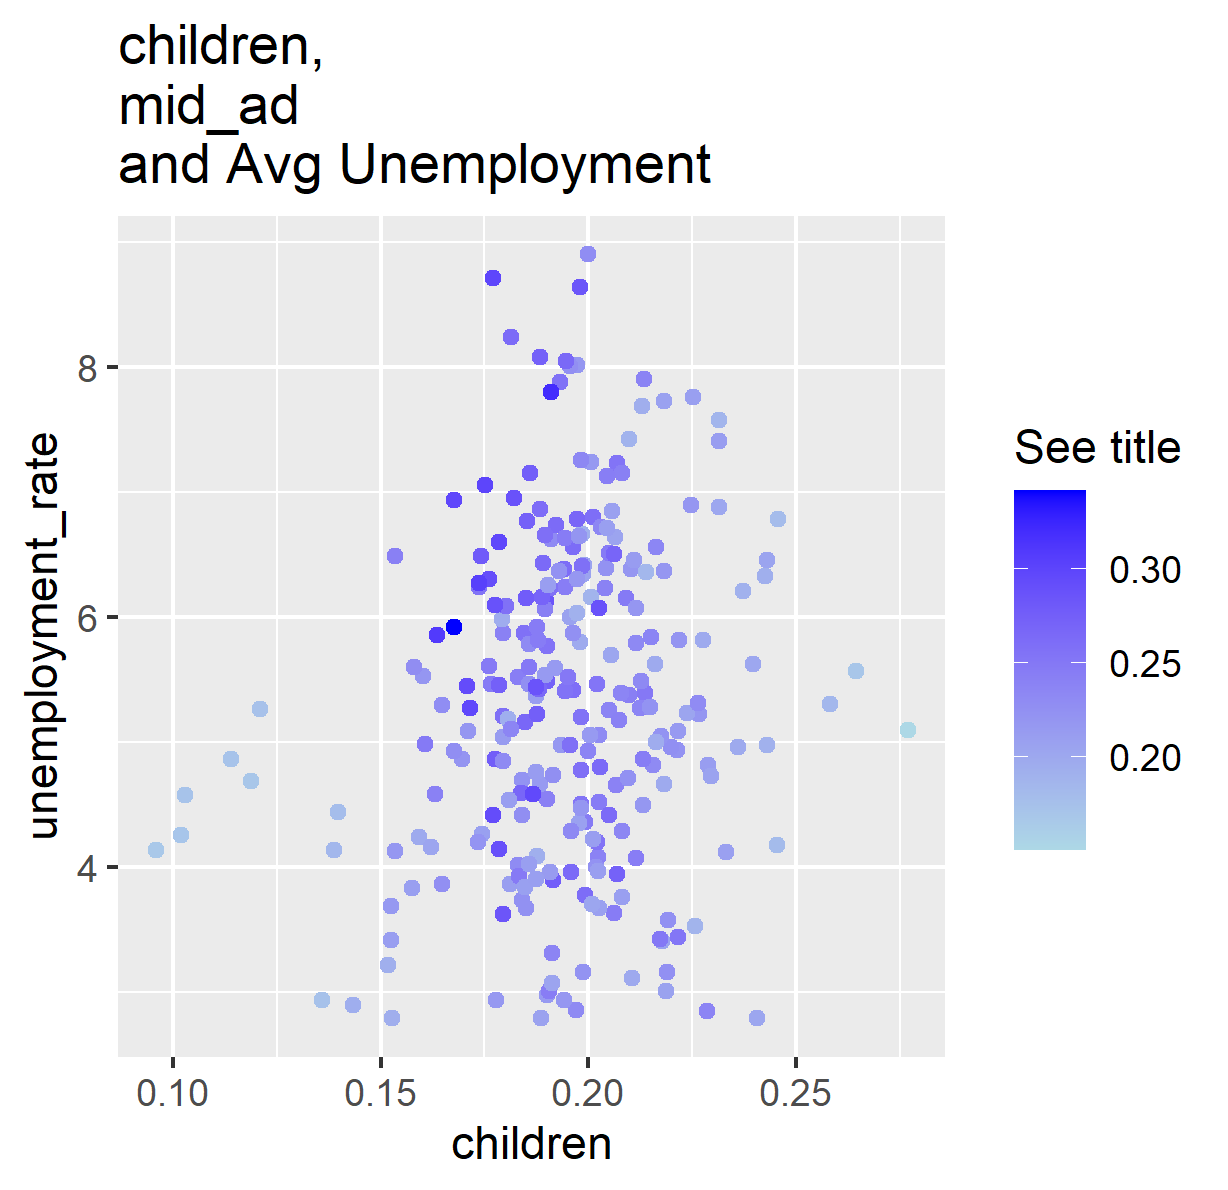 children,
mid_ad
and Avg Unemployment
unemployment_rate
8
6
4
0.10
0.15
0.20
0.25
children
See title
0.30
0.25
0.20